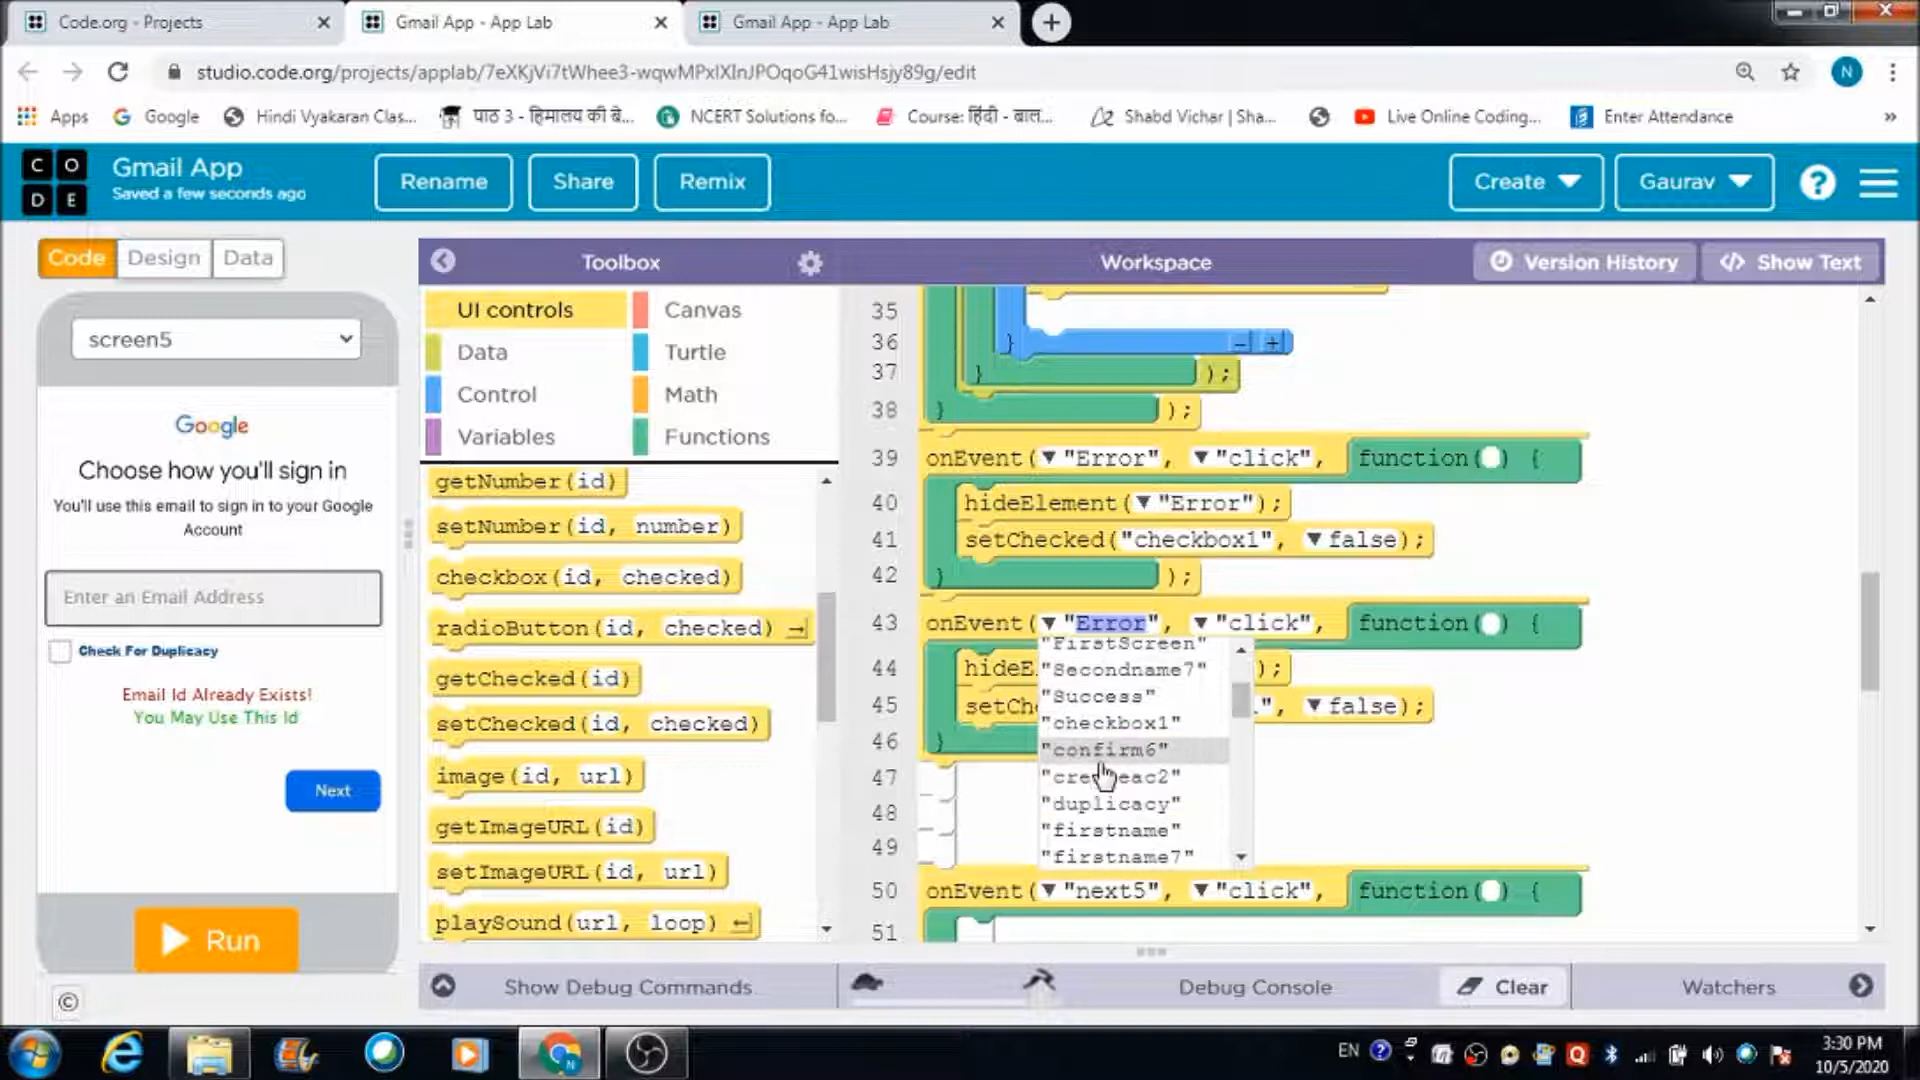 Code.org - Projects
Gmail App - App Lab
Gmail App - App Lab
studio.code.org/projects/applab/7eXKjVi7tWhee3-wqwMPxlXlnJPOqoG41wisHsjy89g/edit
N
Apps
Google
Hindi Vyakaran Clas...
पाठ 3 - हिमालय की बे...
NCERT Solutions fo...
Course: हिंदी - बाल...
Shabd Vichar | Sha...
Live Online Coding...
Enter Attendance
»
C O D E
Gmail App
Saved a few seconds ago
Rename
Share
Remix
Create
Gaurav
?
Code
Design
Data
Toolbox
Workspace
Version History
Show Text
screen5
Google
Choose how you'll sign in
You'll use this email to sign in to your Google
Account
Enter an Email Address
Check For Duplicacy
Email Id Already Exists!
You May Use This Id
Next
Run
©
UI controls
Canvas
Data
Turtle
Control
Math
Variables
Functions
getNumber(id)
setNumber(id, number)
checkbox(id, checked)
radioButton(id, checked)
getChecked(id)
setChecked(id, checked)
image(id, url)
getImageURL(id)
setImageURL(id, url)
playSound(url, loop)
35
36 } - +
37 } );
38 } );
39 onEvent(▼"Error", ▼"click", function( ) {
40 hideElement(▼"Error");
41 setChecked("checkbox1", ▼false);
42 } );
43 onEvent(▼"Error", ▼"click", function( ) {
44 hideE );
45 setChe ", ▼false);
46 }
47
48
49
50 onEvent(▼"next5", ▼"click", function( ) {
51
"FirstScreen"
"Secondname7"
"Success"
"checkbox1"
"confirm6"
"duplicacy"
"firstname"
"firstname7"
Show Debug Commands
Debug Console
Clear
Watchers
EN
3:30 PM
10/5/2020